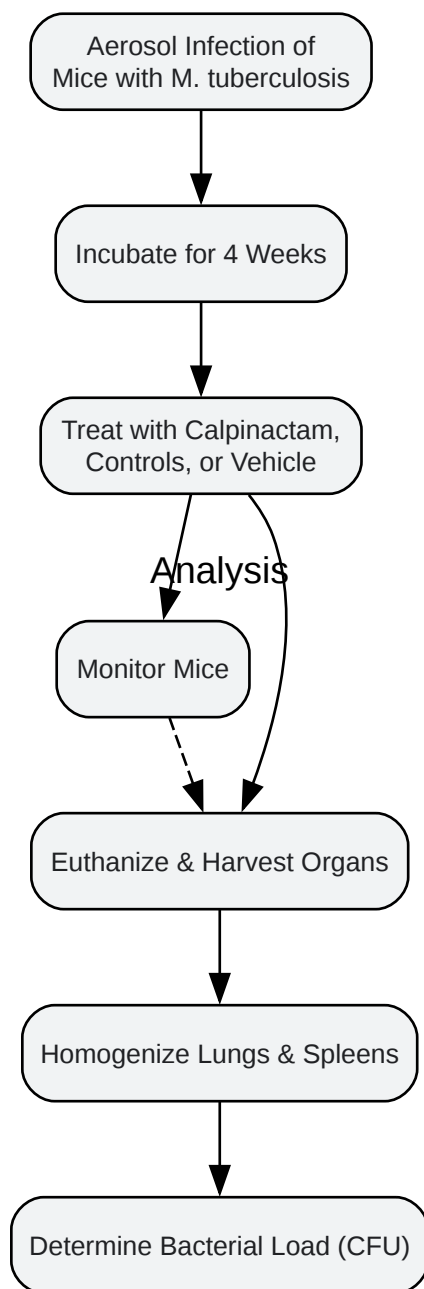 Aerosol Infection of
Mice with M. tuberculosis
Incubate for 4 Weeks
Treat with Calpinactam,
Controls, or Vehicle
Analysis
Monitor Mice
Euthanize & Harvest Organs
Homogenize Lungs & Spleens
Determine Bacterial Load (CFU)